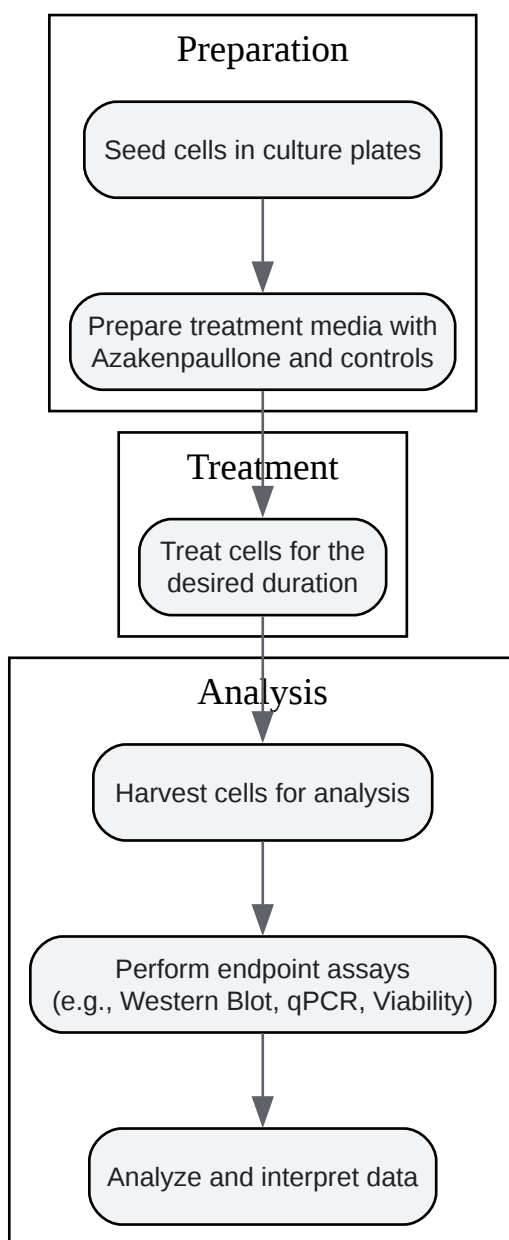 Preparation
Seed cells in culture plates
Prepare treatment media with
Azakenpaullone and controls
Treatment
Treat cells for the
desired duration
Analysis
Harvest cells for analysis
Perform endpoint assays
(e.g., Western Blot, qPCR, Viability)
Analyze and interpret data